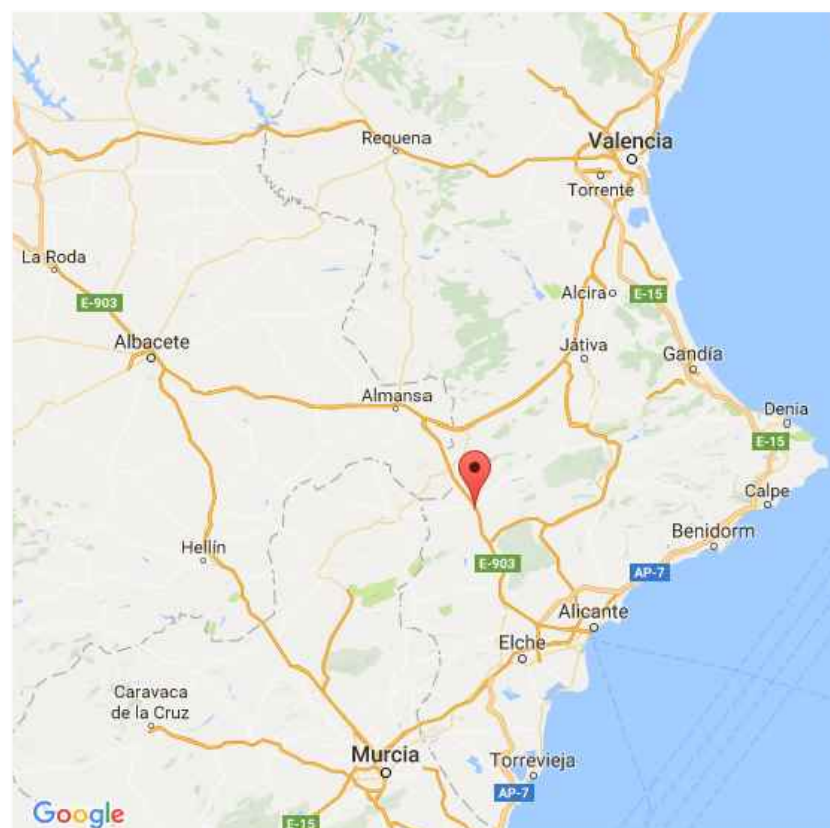 Requena
Valencia
Torrente
La Roda
Alcira
E-15
E-903
Albacete
Játiva
Gandía
Almansa
Denia
E-15
Calpe
Benidorm
Hellín
E-903
AP-7
Alicante
Elche
Caravaca
de la Cruz
Murcia
Torrevieja
AP-7
Google
E-15